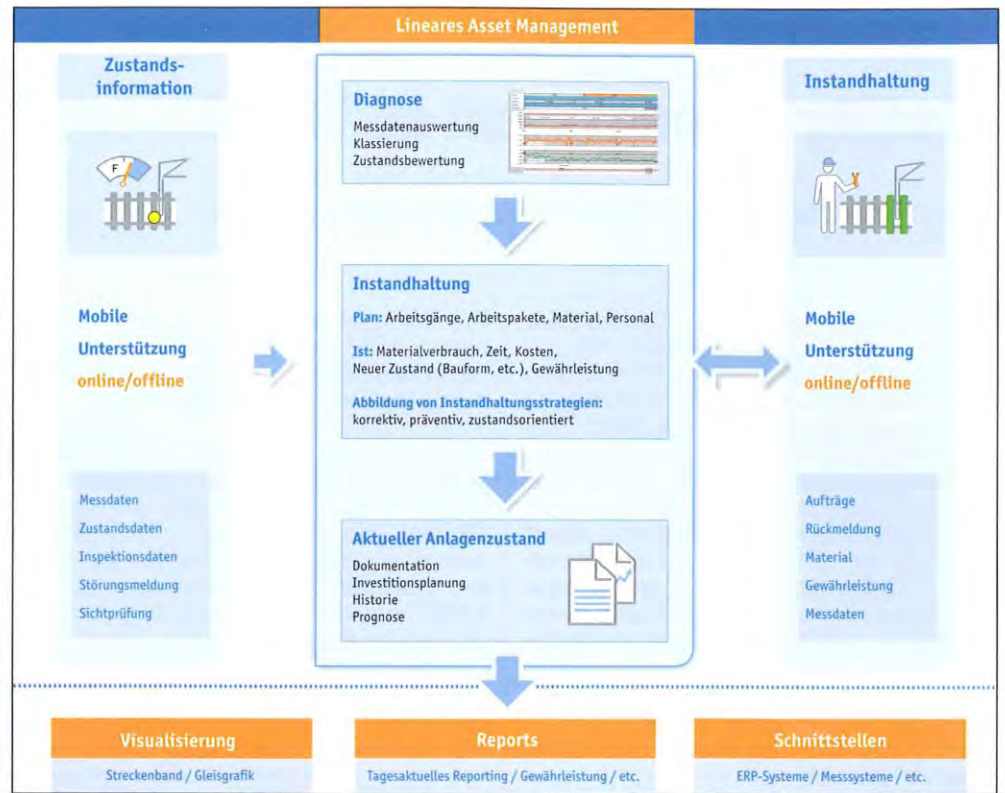 Lineares Asset Management
Zustands-
information
F
Mobile
Unterstützung
online/offline
Messdaten
Zustandsdaten
Inspektionsdaten
Störungsmeldung
Sichtprüfung
Diagnose
Messdatenauswertung
Klassierung
Zustandsbewertung
Instandhaltung
Plan: Arbeitsgänge, Arbeitspakete, Material, Personal
Ist: Materialverbrauch, Zeit, Kosten,
Neuer Zustand (Bauform, etc.), Gewährleistung
Abbildung von Instandhaltungsstrategien:
korrektiv, präventiv, zustandsorientiert
Aktueller Anlagenzustand
Dokumentation
Investitionsplanung
Historie
Prognose
Instandhaltung
Mobile
Unterstützung
online/offline
Aufträge
Rückmeldung
Material
Gewährleistung
Messdaten
Visualisierung
Streckenband / Gleisgrafik
Reports
Tagesaktuelles Reporting / Gewährleistung / etc.
Schnittstellen
ERP-Systeme / Messsysteme / etc.